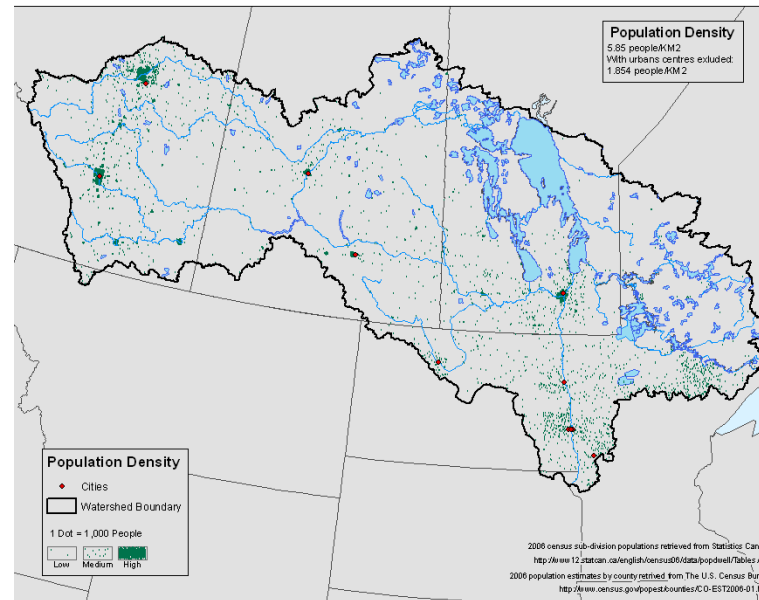 Population Density
5.85 people/KM2
With urbans centres exluded:
1.854 people/KM2
Population Density
Cities
Watershed Boundary
1 Dot = 1,000 People
Low Medium High
2006 census sub-division populations retrieved from Statistics Can
http://www12.statcan.ca/english/census06/data/popdwell/Tables.
2006 population estimates by county retrived from The U.S. Census Bur
http://www.census.gov/popest/counties/CO-EST2006-01.